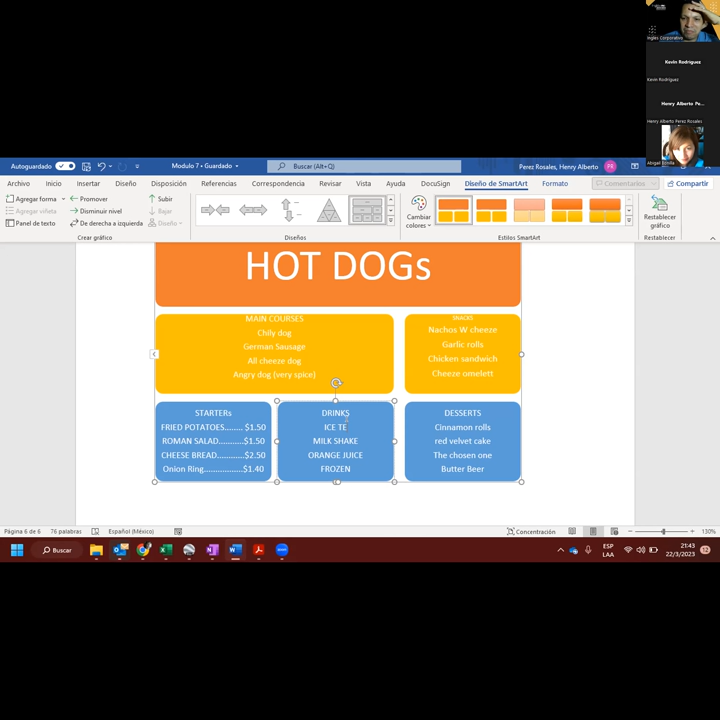 Ingles Corporativo
Kevin Rodriguez
Kevin Rodriguez
Henry Alberto Pe...
Henry Alberto Perez Rosales
Abigail Bonilla
Autoguardado
Modulo 7 • Guardado
Buscar (Alt+Q)
Perez Rosales, Henry Alberto
PR
Archivo Inicio Insertar Diseño Disposición Referencias Correspondencia Revisar Vista Ayuda DocuSign Diseño de SmartArt Formato
Comentarios
Compartir
Agregar forma Promover Subir
Agregar viñeta Disminuir nivel Bajar
Panel de texto De derecha a izquierda Diseño
Cambiar colores
Restablecer gráfico
Crear gráfico
Diseños
Estilos SmartArt
Restablecer
HOT DOGs
MAIN COURSES
Chily dog
German Sausage
All cheeze dog
Angry dog (very spice)
SNACKS
Nachos W cheeze
Garlic rolls
Chicken sandwich
Cheeze omelett
STARTERs
FRIED POTATOES........ $1.50
ROMAN SALAD...........$1.50
CHEESE BREAD............$2.50
Onion Ring...............$1.40
DRINKS
ICE TE
MILK SHAKE
ORANGE JUICE
FROZEN
DESSERTS
Cinnamon rolls
red velvet cake
The chosen one
Butter Beer
Página 6 de 6 76 palabras Español (México)
Concentración
130%
Buscar
ESP
LAA
21:43
22/3/2023
12